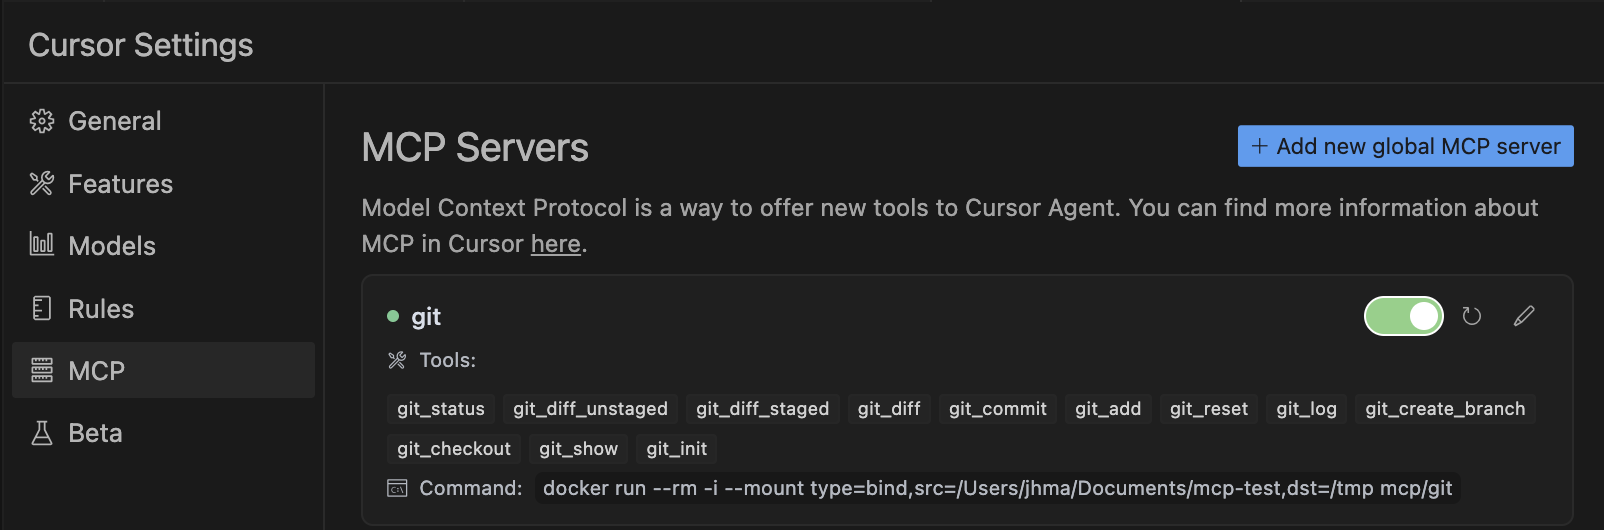 Cursor Settings
General
Features
Models
Rules
MCP
Beta
MCP Servers
+ Add new global MCP server
Model Context Protocol is a way to offer new tools to Cursor Agent. You can find more information about
MCP in Cursor here.
git
Tools:
git_status git_diff_unstaged git_diff_staged git_diff git_commit git_add git_reset git_log git_create_branch
git_checkout git_show git_init
Command: docker run --rm -i --mount type=bind,src=/Users/jhma/Documents/mcp-test,dst=/tmp mcp/git